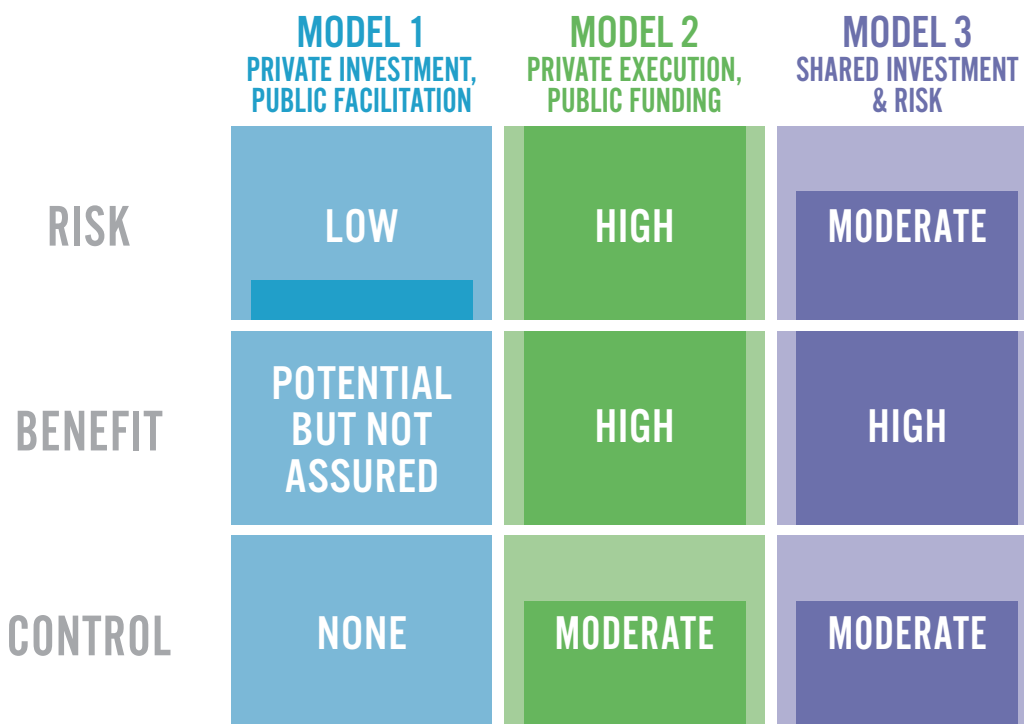 MODEL 1
PRIVATE INVESTMENT,
PUBLIC FACILITATION
MODEL 2
PRIVATE EXECUTION,
PUBLIC FUNDING
MODEL 3
SHARED INVESTMENT
& RISK
RISK
LOW
HIGH
MODERATE
BENEFIT
POTENTIAL
BUT NOT
ASSURED
HIGH
HIGH
CONTROL
NONE
MODERATE
MODERATE